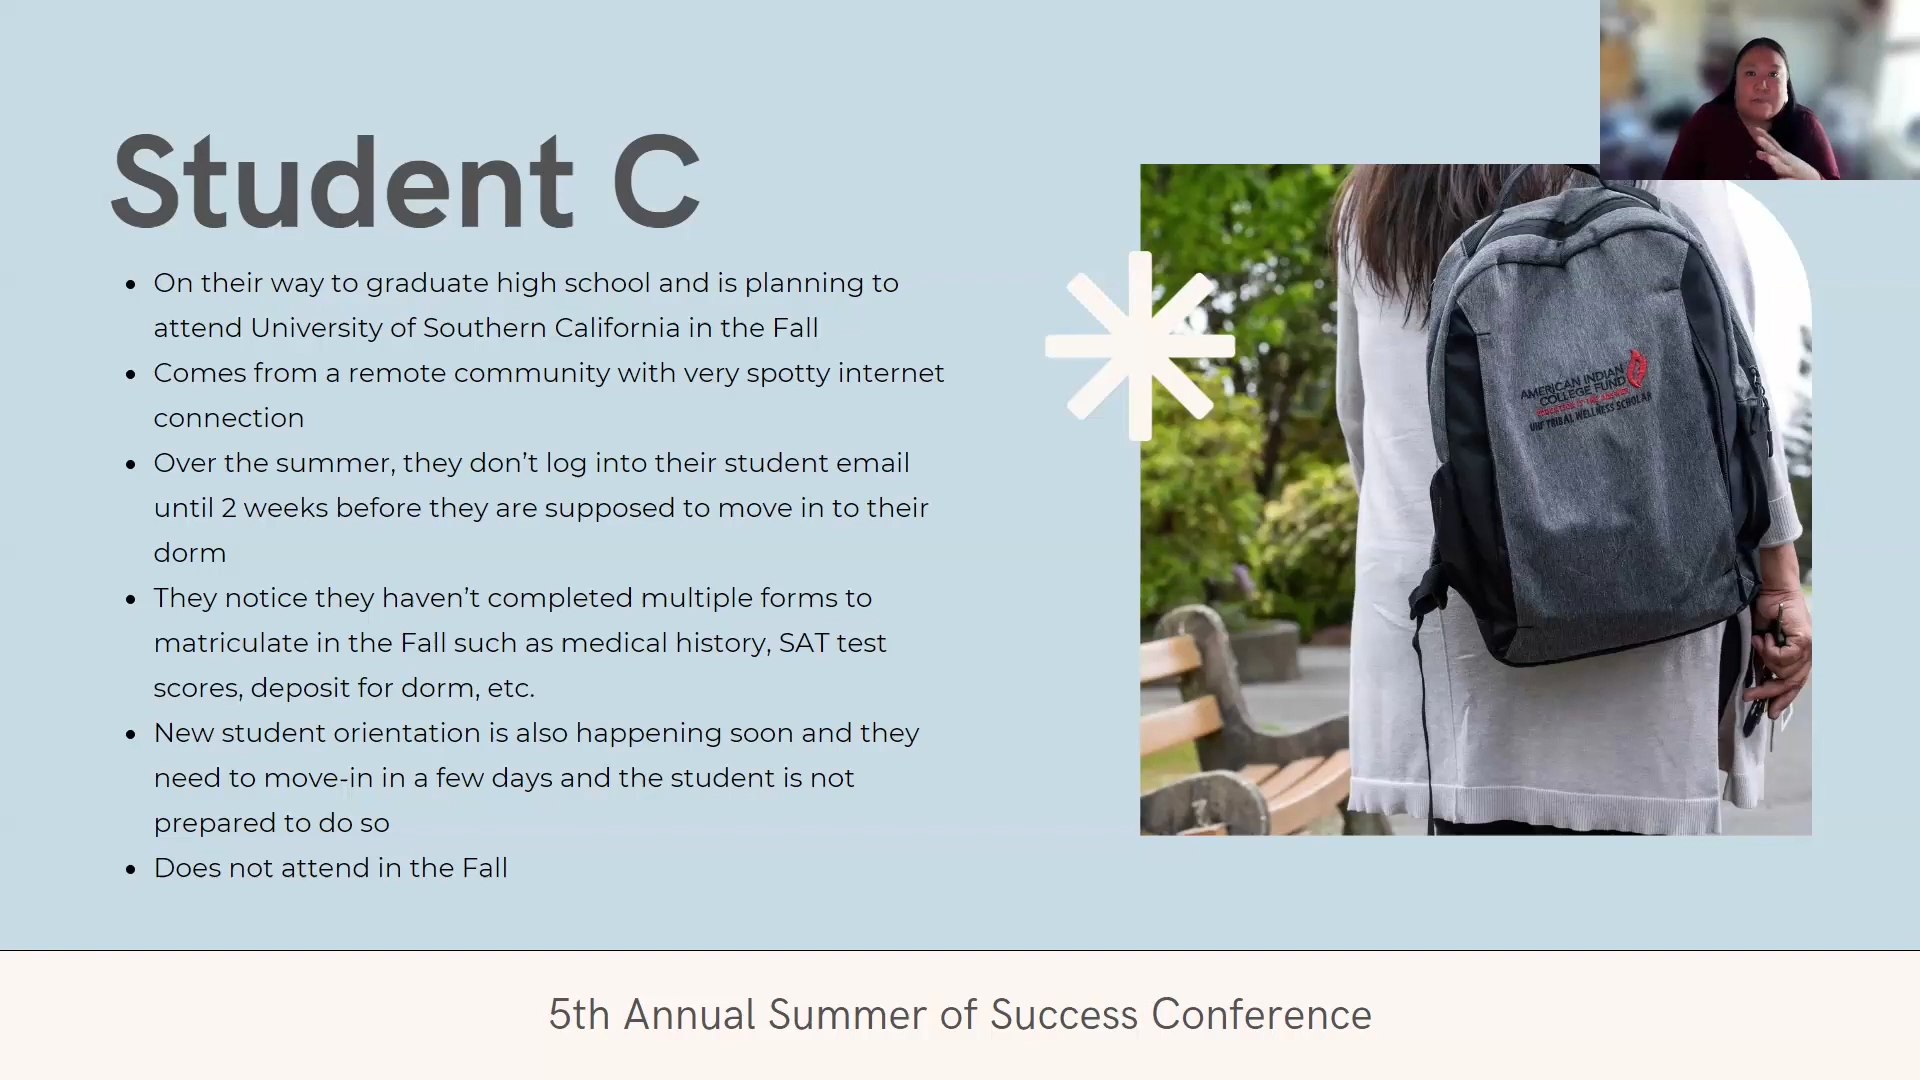 Student C
• On their way to graduate high school and is planning to
attend University of Southern California in the Fall
• Comes from a remote community with very spotty internet
connection
• Over the summer, they don’t log into their student email
until 2 weeks before they are supposed to move in to their
dorm
• They notice they haven’t completed multiple forms to
matriculate in the Fall such as medical history, SAT test
scores, deposit for dorm, etc.
• New student orientation is also happening soon and they
need to move-in in a few days and the student is not
prepared to do so
• Does not attend in the Fall
AMERICAN INDIAN
COLLEGE FUND
TRIBAL WELLNESS SCHOLAR
5th Annual Summer of Success Conference